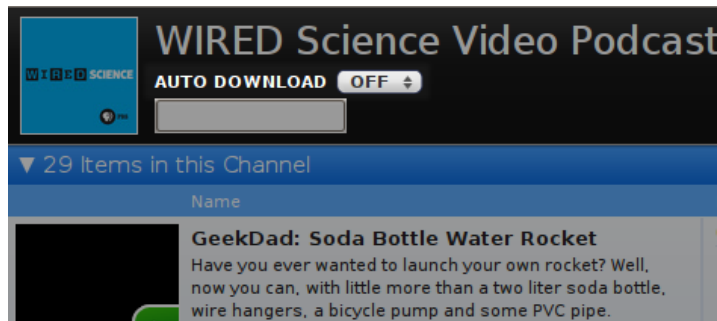 WIRED Science Video Podcast
WIRED SCIENCE
AUTO DOWNLOAD OFF
▼ 29 Items in this Channel
Name
GeekDad: Soda Bottle Water Rocket
Have you ever wanted to launch your own rocket? Well,
now you can, with little more than a two liter soda bottle,
wire hangers, a bicycle pump and some PVC pipe.